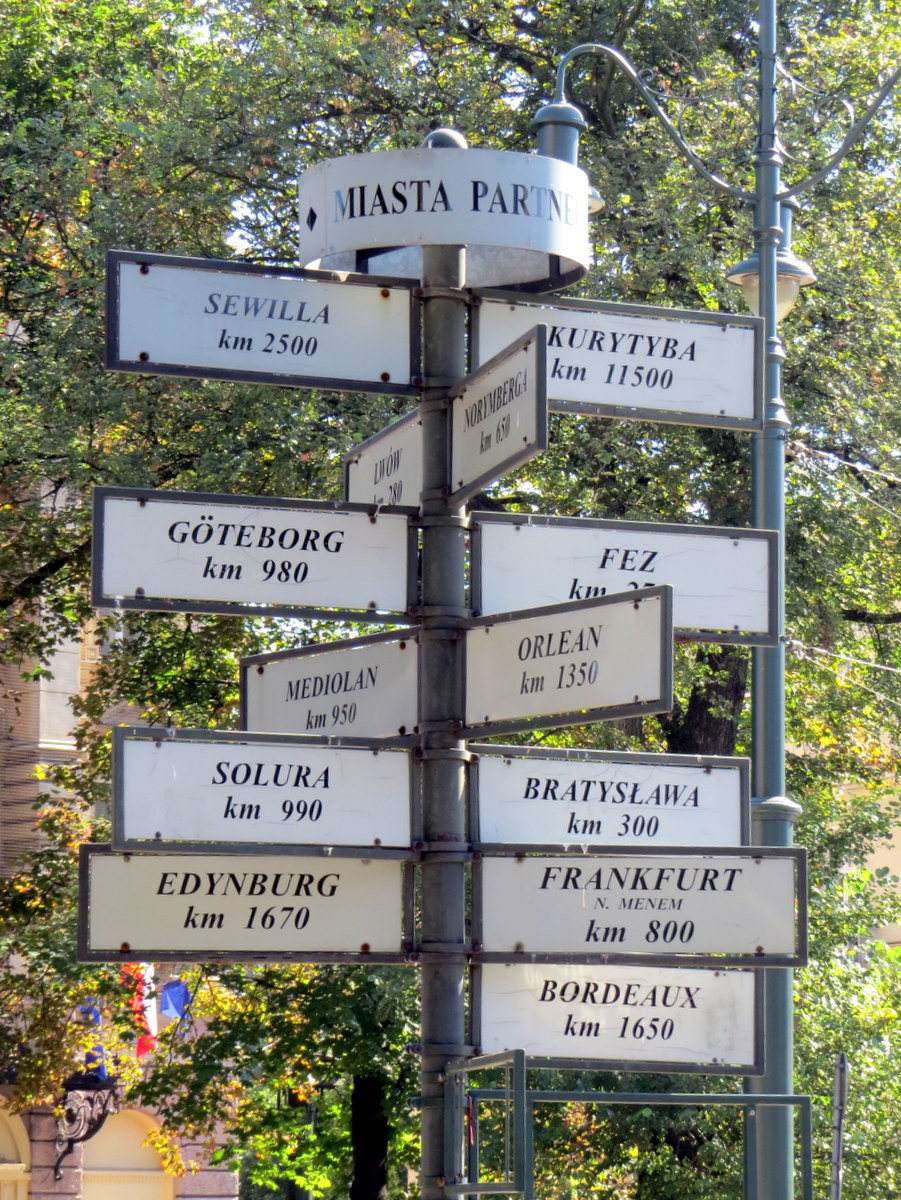 MIASTA
SEWILLA
km 2500
KURYTYBA
km 11500
NORYMBERGA
km 650
LWÓW
km 280
GÖTEBORG
km 980
FEZ
km
ORLEAN
km 1350
MEDIOLAN
km 950
SOLURA
km 990
BRATYSŁAWA
km 300
EDYNBURG
km 1670
FRANKFURT
N. MENEM
km 800
BORDEAUX
km 1650